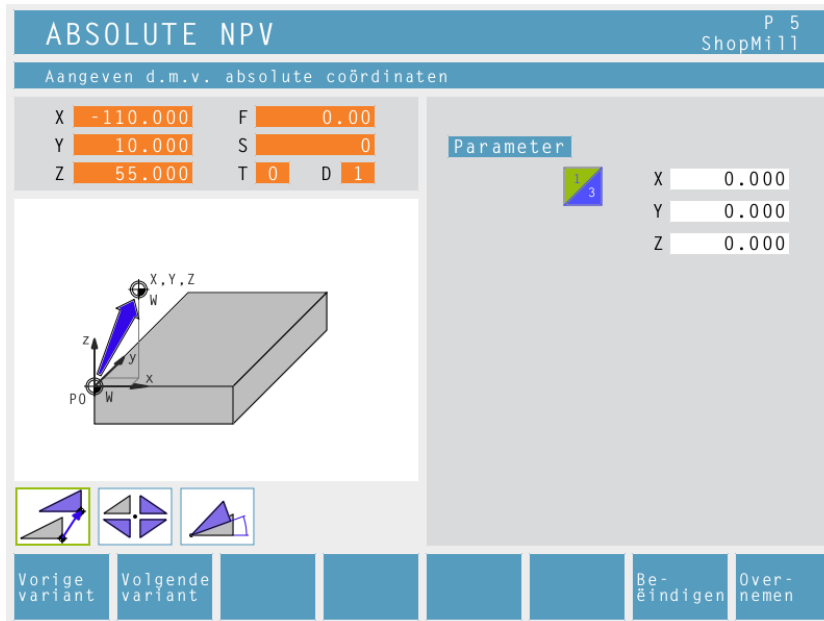 ABSOLUTE NPV
P 5
ShopMill
Aangeven d.m.v. absolute coördinaten
X -110.000 F 0.00
Y 10.000 S 0
Z 55.000 T 0 D 1
Parameter
1
3
X 0.000
Y 0.000
Z 0.000
X,Y,Z
W
z
y
x
P0 W
Vorige
variant
Volgende
variant
Be-
ëindigen
Over-
nemen